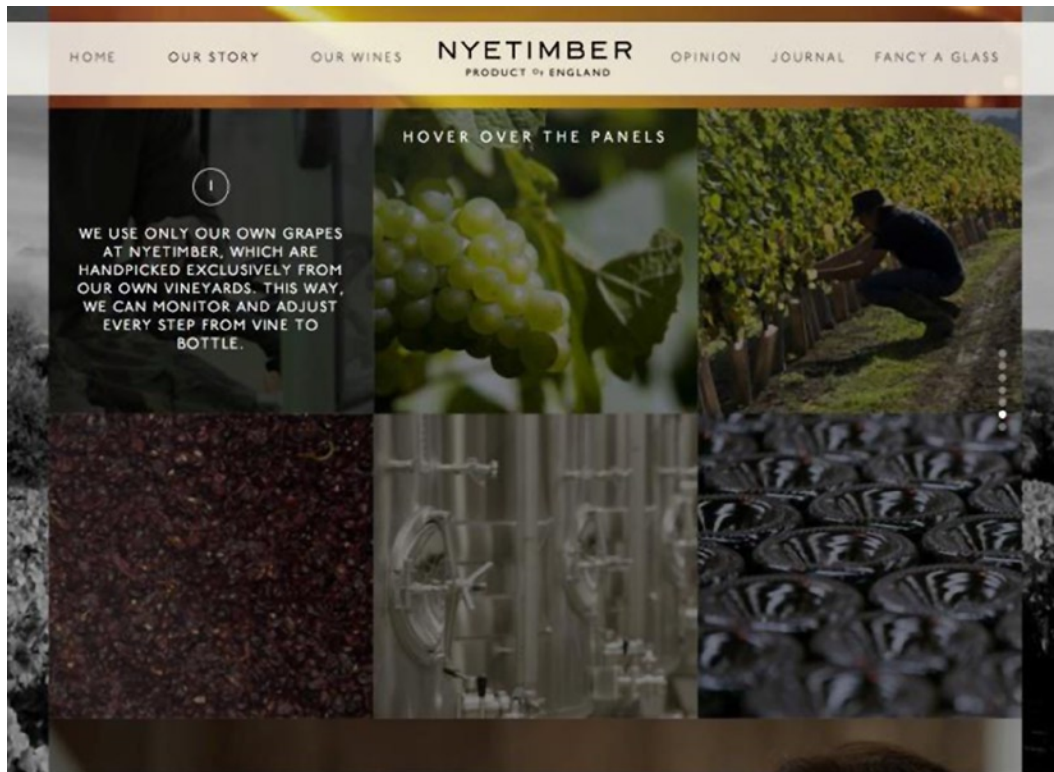 HOME OUR STORY OUR WINES NYETIMBER OPINION JOURNAL FANCY A GLASS
PRODUCT OF ENGLAND
HOVER OVER THE PANELS
I
WE USE ONLY OUR OWN GRAPES
AT NYETIMBER, WHICH ARE
HANDPICKED EXCLUSIVELY FROM
OUR OWN VINEYARDS. THIS WAY,
WE CAN MONITOR AND ADJUST
EVERY STEP FROM VINE TO
BOTTLE.